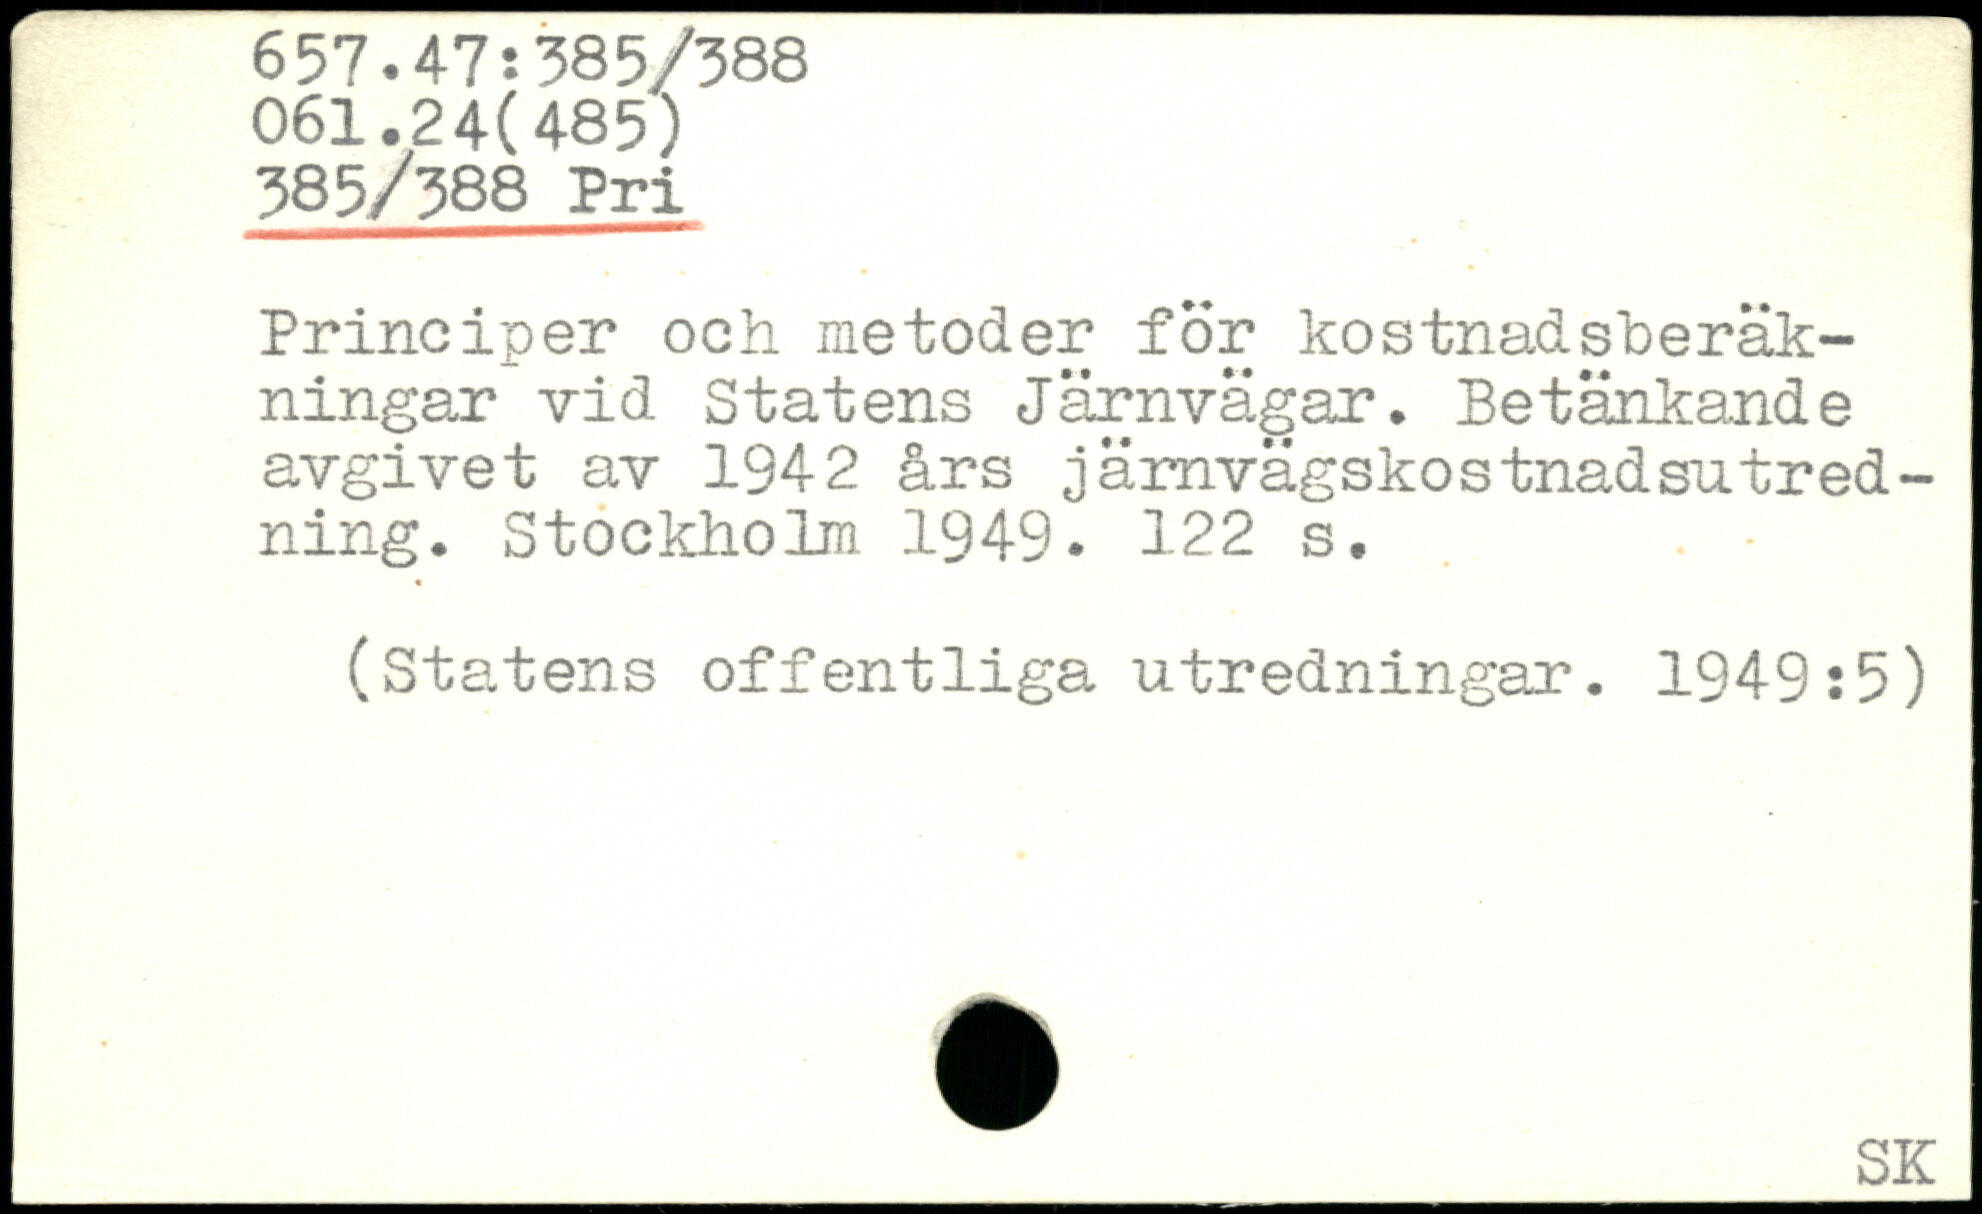 657.47:385/388
061.24(485)
385/388 Pri
Principer och metoder för kostnadsberäk-
ningar vid Statens Järnvägar. Betänkande
avgivet av 1942 års järnvägskostnadsutred-
ning. Stockholm 1949. 122 s.
(Statens offentliga utredningar. 1949:5)
SK